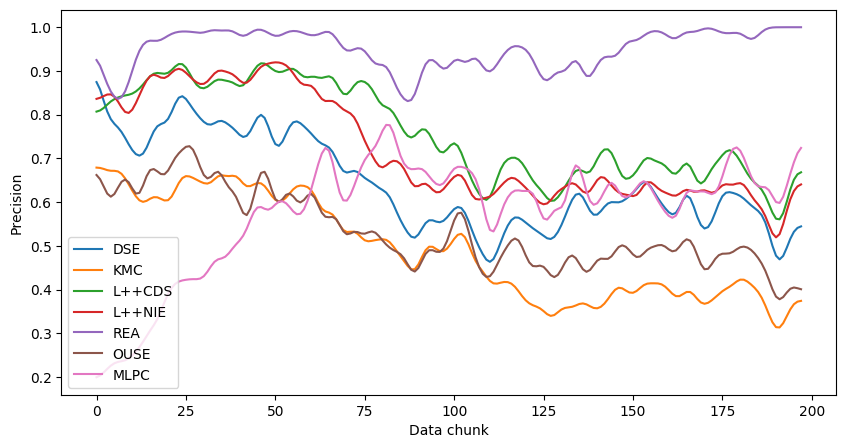 1.0
0.9
0.8
0.7
0.6
0.5
0.4
0.3
0.2
Precision
DSE
KMC
L++CDS
L++NIE
REA
OUSE
MLPC
0 25 50 75 100 125 150 175 200
Data chunk